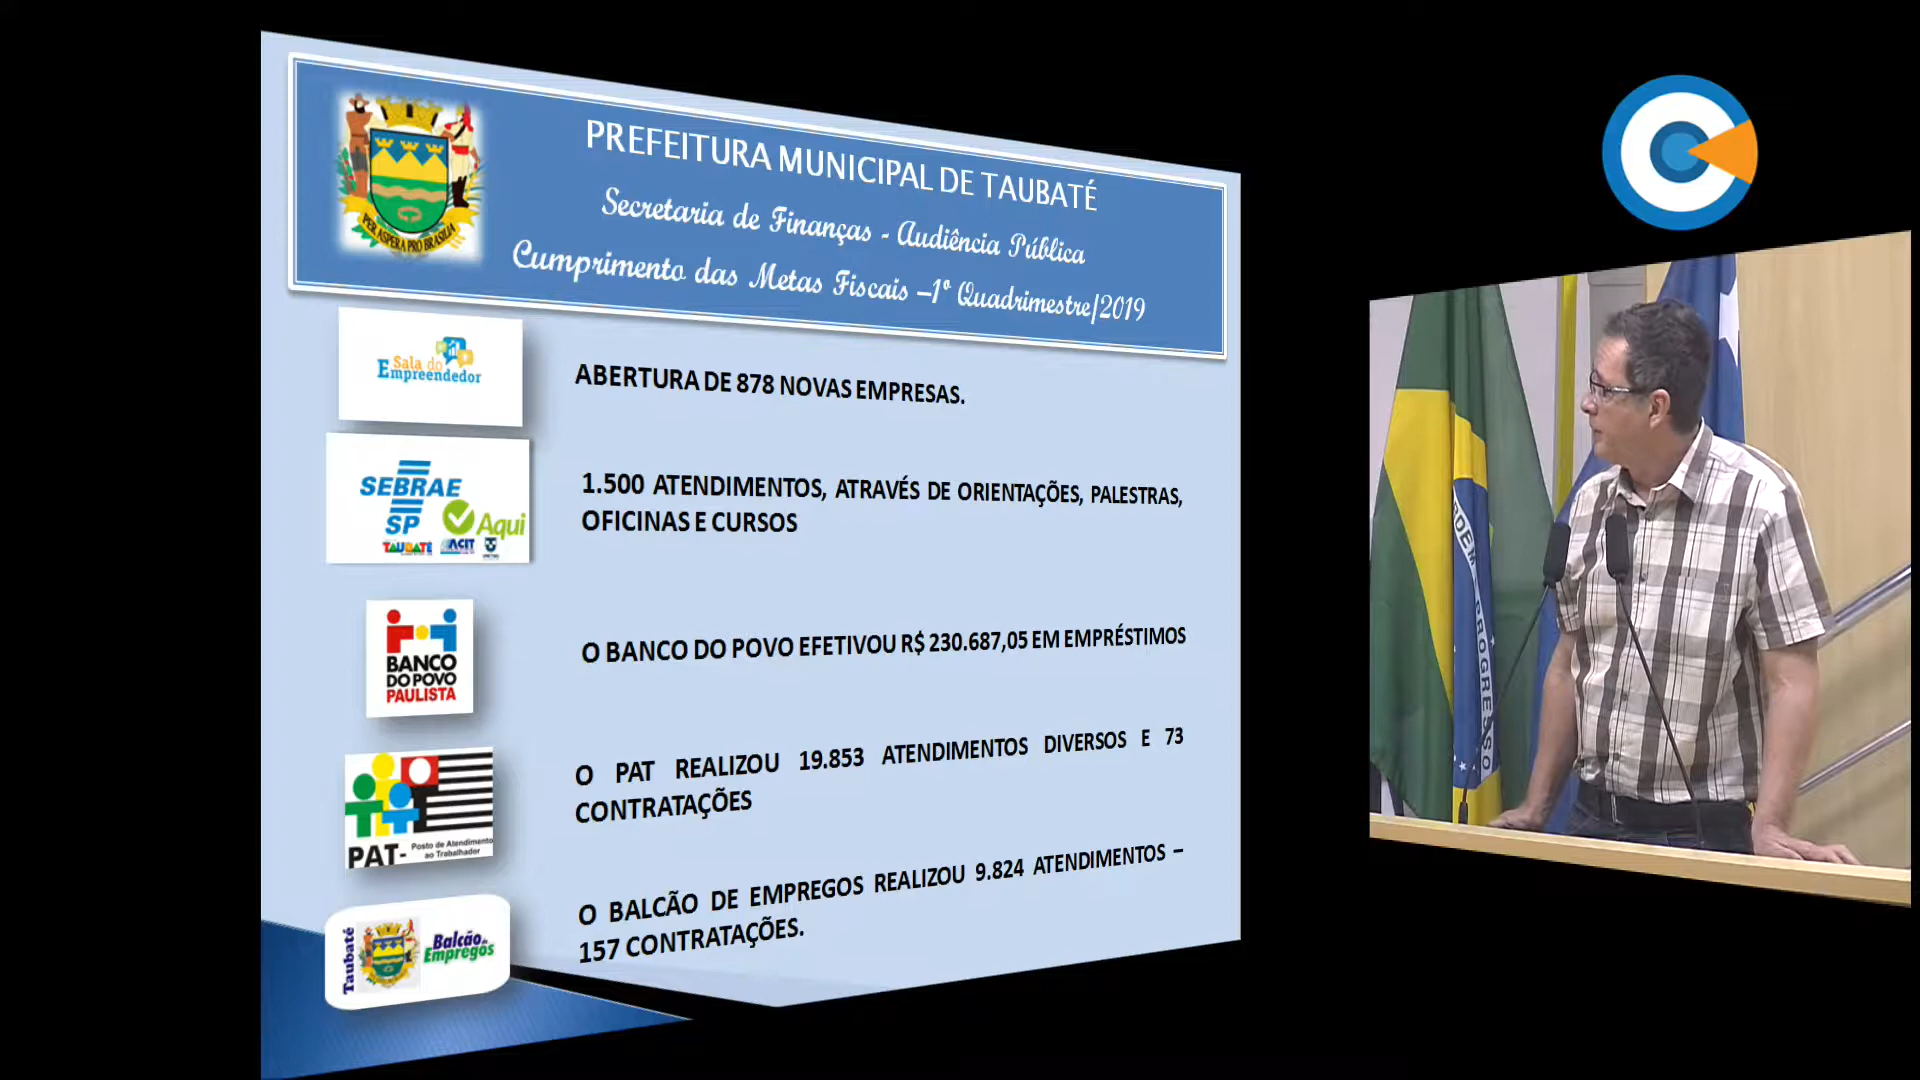 PREFEITURA MUNICIPAL DE TAUBATÉ
Secretaria de Finanças - Audiência Pública
Cumprimento das Metas Fiscais –1º Quadrimestre/2019
PER ASPERA PRO BRASILIA
Sala do
Empreendedor
ABERTURA DE 878 NOVAS EMPRESAS.
SEBRAE
SP
Aqui
TAUBATÉ
ACIT
1.500 ATENDIMENTOS, ATRAVÉS DE ORIENTAÇÕES, PALESTRAS,
OFICINAS E CURSOS
BANCO
DO POVO
PAULISTA
O BANCO DO POVO EFETIVOU R$ 230.687,05 EM EMPRÉSTIMOS
PAT- Posto de Atendimento
ao Trabalhador
O PAT REALIZOU 19.853 ATENDIMENTOS DIVERSOS E 73
CONTRATAÇÕES
Taubaté
Balcão de
Empregos
O BALCÃO DE EMPREGOS REALIZOU 9.824 ATENDIMENTOS –
157 CONTRATAÇÕES.
RDEM PROGRESSO